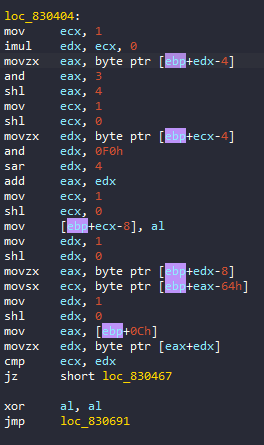 loc_830404:
mov ecx, 1
imul edx, ecx, 0
movzx eax, byte ptr [ebp+edx-4]
and eax, 3
shl eax, 4
mov ecx, 1
shl ecx, 0
movzx edx, byte ptr [ebp+ecx-4]
and edx, 0F0h
sar edx, 4
add eax, edx
mov ecx, 1
shl ecx, 0
mov [ebp+ecx-8], al
mov edx, 1
shl edx, 0
movzx eax, byte ptr [ebp+edx-8]
movsx ecx, byte ptr [ebp+eax-64h]
mov edx, 1
shl edx, 0
mov eax, [ebp+0Ch]
movzx edx, byte ptr [eax+edx]
cmp ecx, edx
jz short loc_830467
xor al, al
jmp loc_830691